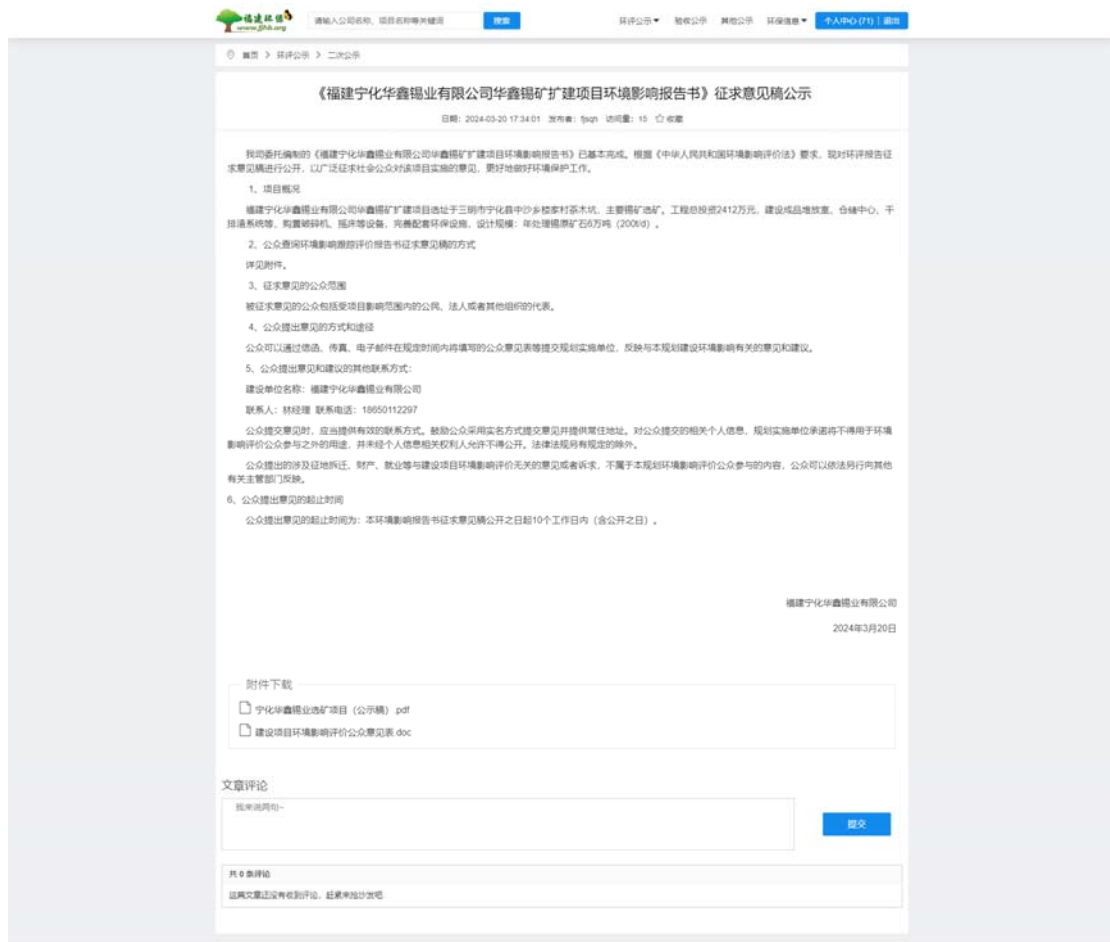 福建环保
www.fjhb.org
请输入公司名称、项目名称等关键词
搜索
环评公示 验收公示 其他公示 环保信息 个人中心(71) | 退出
首页 > 环评公示 > 二次公示
《福建宁化华鑫锡业有限公司华鑫锡矿扩建项目环境影响报告书》征求意见稿公示
日期：2024-03-20 17:34:01 发布者：fjsqh 访问量：15 收藏
我司委托编制的《福建宁化华鑫锡业有限公司华鑫锡矿扩建项目环境影响报告书》已基本完成。根据《中华人民共和国环境影响评价法》要求，现对环评报告征
求意见稿进行公开，以广泛征求社会公众对该项目实施的意见，更好地做好环境保护工作。
1、项目概况
福建宁化华鑫锡业有限公司华鑫锡矿扩建项目选址于三明市宁化县中沙乡楼家村茶木坑，主要锡矿选矿。工程总投资2412万元，建设成品堆放室、仓储中心、干
排渣系统等，购置破碎机、摇床等设备，完善配套环保设施，设计规模：年处理锡原矿石6万吨（200t/d）。
2、公众查阅环境影响跟踪评价报告书征求意见稿的方式
详见附件。
3、征求意见的公众范围
被征求意见的公众包括受项目影响范围内的公民、法人或者其他组织的代表。
4、公众提出意见的方式和途径
公众可以通过信函、传真、电子邮件在规定时间内将填写的公众意见表等提交规划实施单位，反映与本规划建设环境影响有关的意见和建议。
5、公众提出意见和建议的其他联系方式：
建设单位名称：福建宁化华鑫锡业有限公司
联系人：林经理 联系电话：18650112297
公众提交意见时，应当提供有效的联系方式。鼓励公众采用实名方式提交意见并提供常住地址。对公众提交的相关个人信息，规划实施单位承诺将不得用于环境
影响评价公众参与之外的用途，并未经个人信息相关权利人允许不得公开。法律法规另有规定的除外。
公众提出的涉及征地拆迁、财产、就业等与建设项目环境影响评价无关的意见或者诉求，不属于本规划环境影响评价公众参与的内容，公众可以依法另行向其他
有关主管部门反映。
6、公众提出意见的起止时间
公众提出意见的起止时间为：本环境影响报告书征求意见稿公开之日起10个工作日内（含公开之日）。
福建宁化华鑫锡业有限公司
2024年3月20日
附件下载
宁化华鑫锡业选矿项目（公示稿）.pdf
建设项目环境影响评价公众意见表.doc
文章评论
我来说两句~
提交
共 0 条评论
这篇文章还没有收到评论，赶紧来抢沙发吧